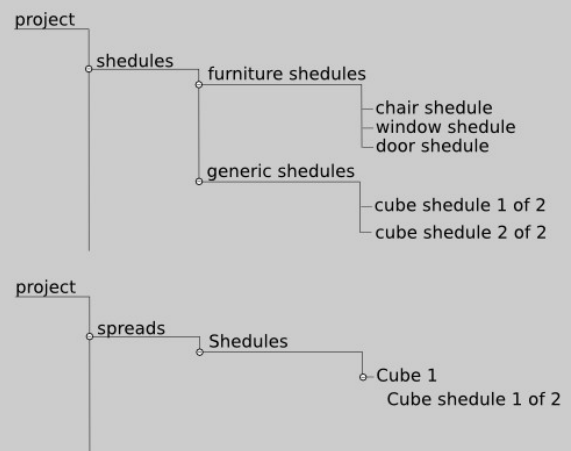 project
shedules
furniture shedules
chair shedule
window shedule
door shedule
generic shedules
cube shedule 1 of 2
cube shedule 2 of 2
project
spreads
Shedules
Cube 1
Cube shedule 1 of 2